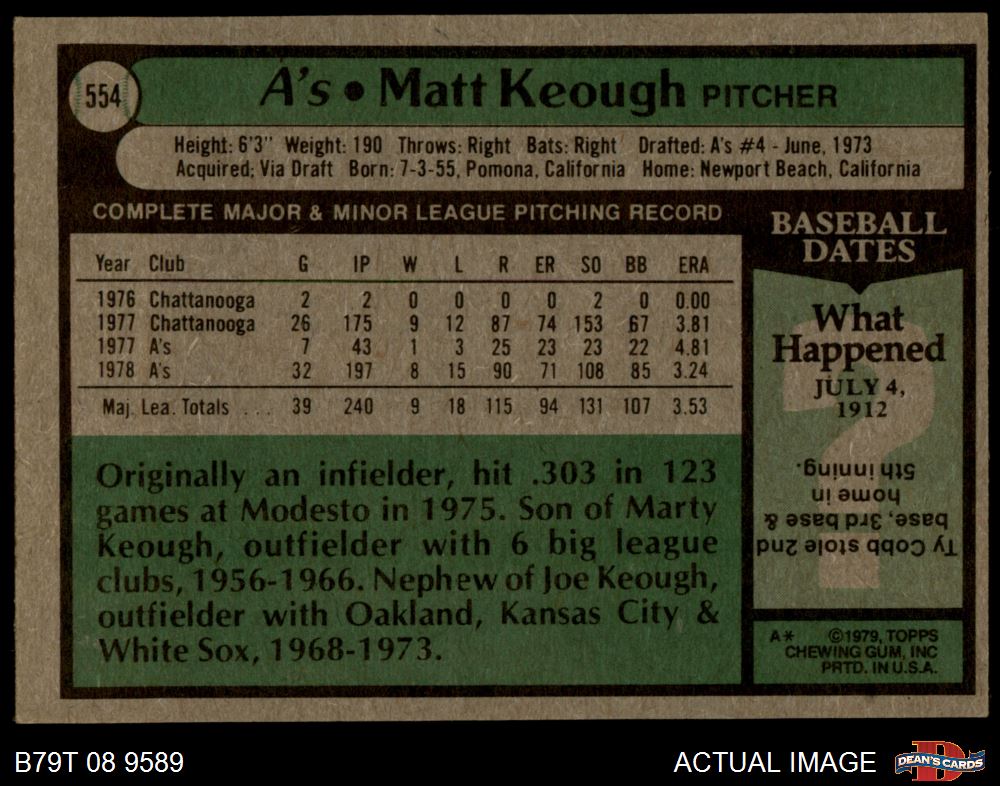 554
A's • Matt Keough PITCHER
Height: 6'3" Weight: 190 Throws: Right Bats: Right Drafted: A's #4 - June, 1973
Acquired: Via Draft Born: 7-3-55, Pomona, California Home: Newport Beach, California
COMPLETE MAJOR & MINOR LEAGUE PITCHING RECORD
Year Club G IP W L R ER SO BB ERA
1976 Chattanooga 2 2 0 0 0 0 2 0 0.00
1977 Chattanooga 26 175 9 12 87 74 153 67 3.81
1977 A's 7 43 1 3 25 23 23 22 4.81
1978 A's 32 197 8 15 90 71 108 85 3.24
Maj. Lea. Totals ... 39 240 9 18 115 94 131 107 3.53
Originally an infielder, hit .303 in 123
games at Modesto in 1975. Son of Marty
Keough, outfielder with 6 big league
clubs, 1956-1966. Nephew of Joe Keough,
outfielder with Oakland, Kansas City &
White Sox, 1968-1973.
BASEBALL
DATES
What
Happened
JULY 4,
1912
?
Ty Cobb stole 2nd
base, 3rd base &
home in
5th inning.
A* ©1979, TOPPS
CHEWING GUM, INC
PRTD. IN U.S.A.
B79T 08 9589
ACTUAL IMAGE
D
DEAN'S CARDS